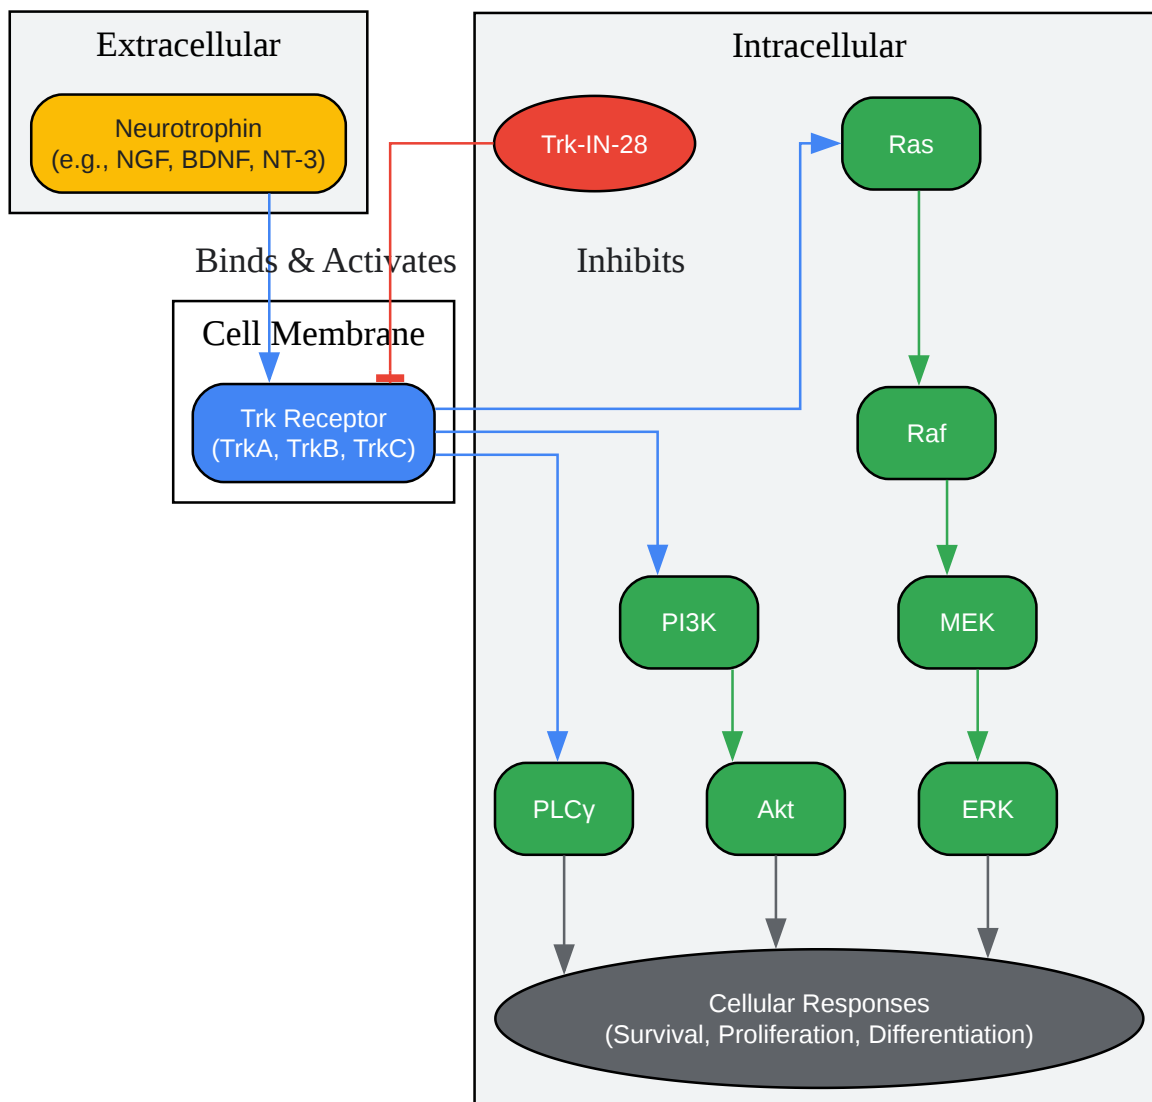 Extracellular
Intracellular
Neurotrophin
(e.g., NGF, BDNF, NT-3)
Trk-IN-28
Ras
Binds & Activates
Inhibits
Cell Membrane
Trk Receptor
(TrkA, TrkB, TrkC)
Raf
PI3K
MEK
PLCγ
Akt
ERK
Cellular Responses
(Survival, Proliferation, Differentiation)